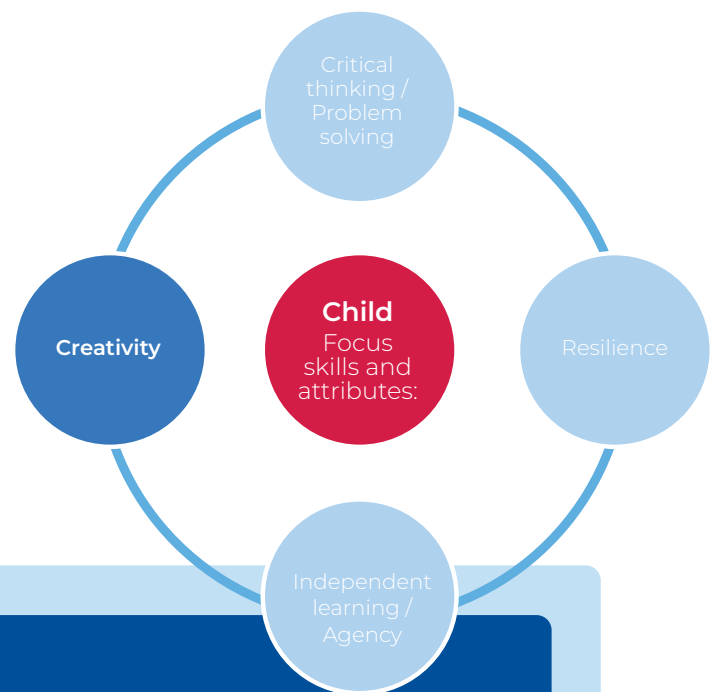 Critical
thinking /
Problem
solving
Creativity
Child
Focus
skills and
attributes:
Resilience
Independent
learning /
Agency